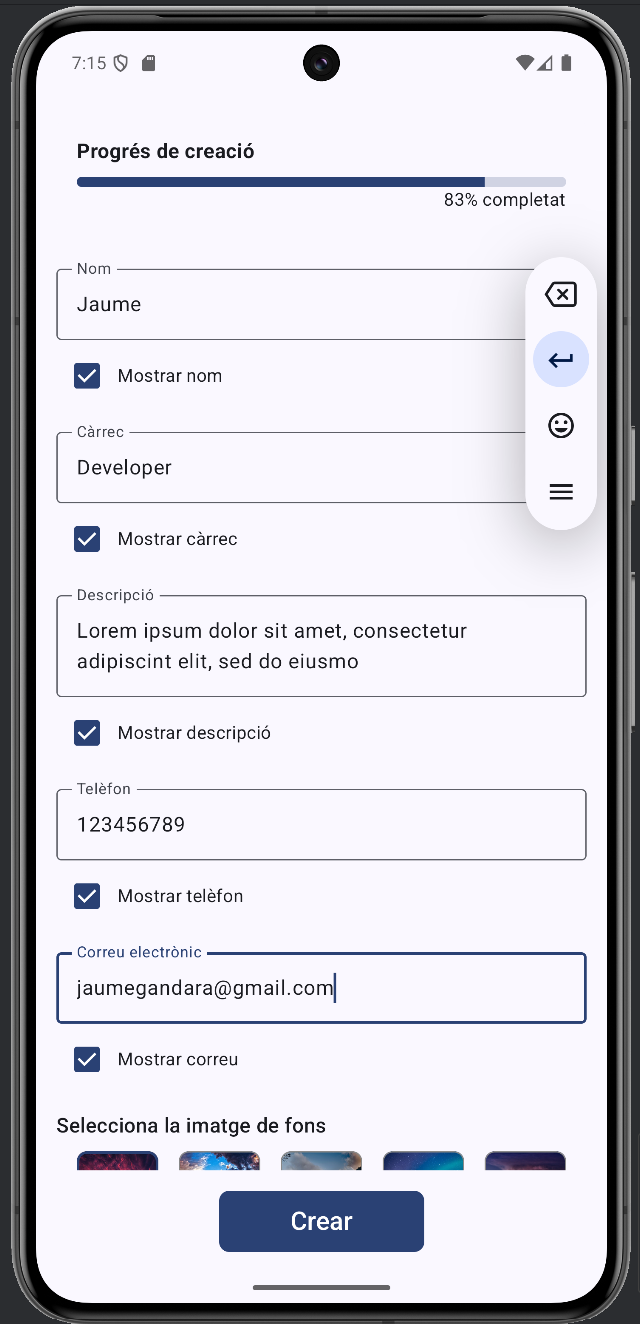 7:15
Progrés de creació
83% completat
Nom
Jaume
Mostrar nom
Càrrec
Developer
Mostrar càrrec
Descripció
Lorem ipsum dolor sit amet, consectetur
adipiscint elit, sed do eiusmo
Mostrar descripció
Telèfon
123456789
Mostrar telèfon
Correu electrònic
jaumegandara@gmail.com
Mostrar correu
Selecciona la imatge de fons
Crear